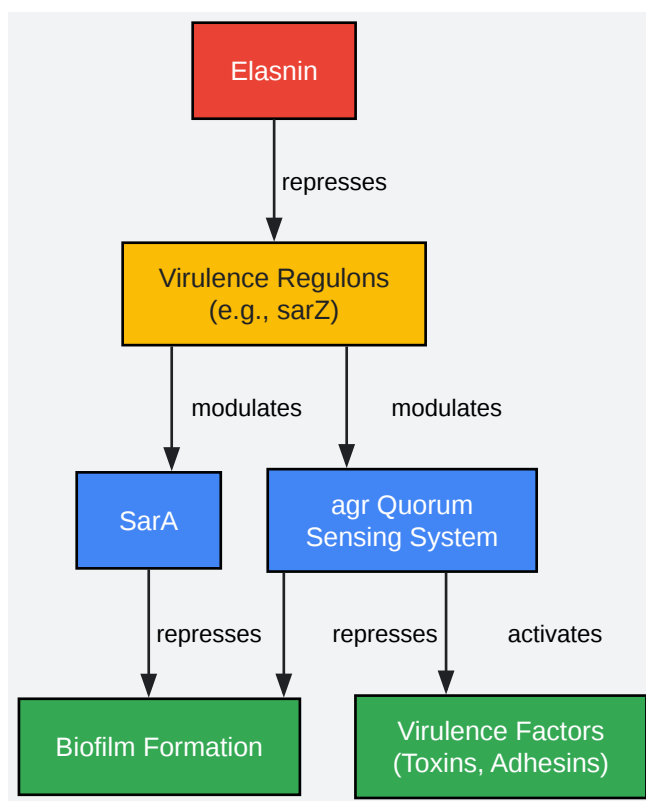 Elasnin
represses
Virulence Regulons
(e.g., sarZ)
modulates
modulates
SarA
agr Quorum
Sensing System
represses
represses
activates
Biofilm Formation
Virulence Factors
(Toxins, Adhesins)